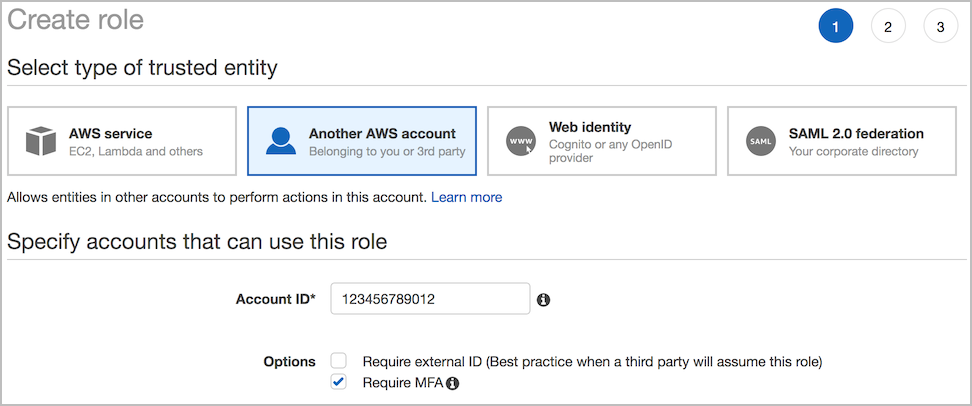 Create role
1 2 3
Select type of trusted entity
AWS service
EC2, Lambda and others
Another AWS account
Belonging to you or 3rd party
WWW
Web identity
Cognito or any OpenID
provider
SAML
SAML 2.0 federation
Your corporate directory
Allows entities in other accounts to perform actions in this account. Learn more
Specify accounts that can use this role
Account ID* 123456789012
Options Require external ID (Best practice when a third party will assume this role)
Require MFA